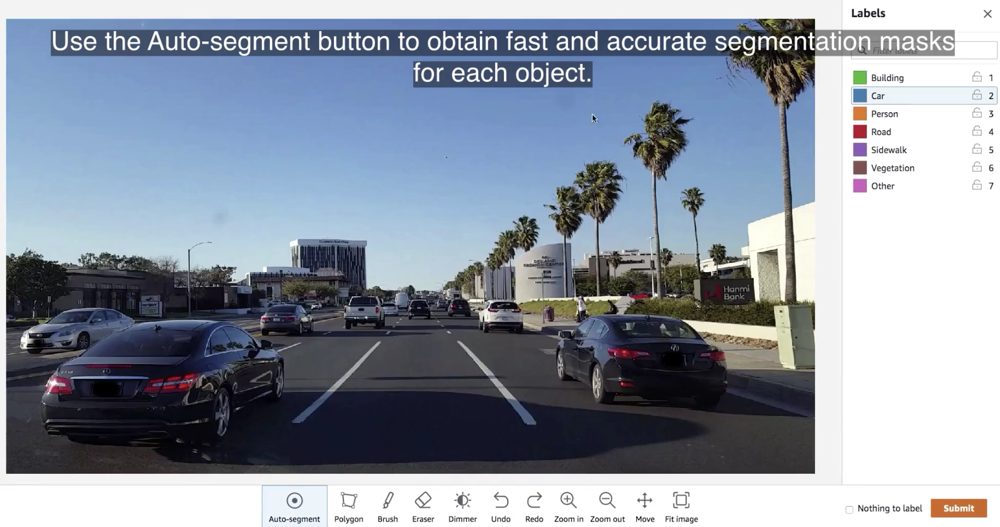 Labels
Use the Auto-segment button to obtain fast and accurate segmentation masks
for each object.
Filter labels
Building 1
Car 2
Person 3
Road 4
Sidewalk 5
Vegetation 6
Other 7
verizon
Hanmi
Bank
E550
Auto-segment Polygon Brush Eraser Dimmer Undo Redo Zoom in Zoom out Move Fit image
Nothing to label
Submit